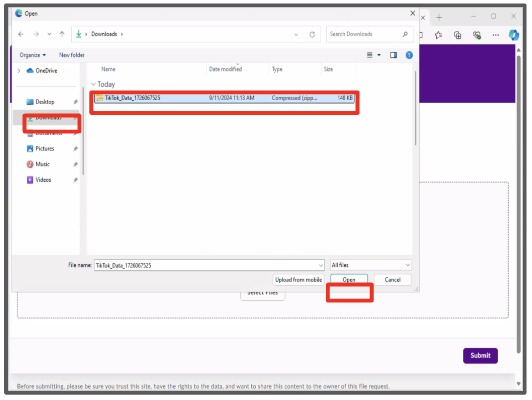 Open
Downloads
Search Downloads
Organize
New folder
Name
Date modified
Type
Size
OneDrive
Today
TikTok_Data_1726067525
9/11/2024 11:13 AM
Compressed (zipp...
148 KB
Desktop
Downloads
Documents
Pictures
Music
Videos
File name:
TikTok_Data_1726067525
All files
Upload from mobile
Open
Cancel
Select Files
Submit
Before submitting, please be sure you trust this site, have the rights to the data, and want to share this content to the owner of this file request.